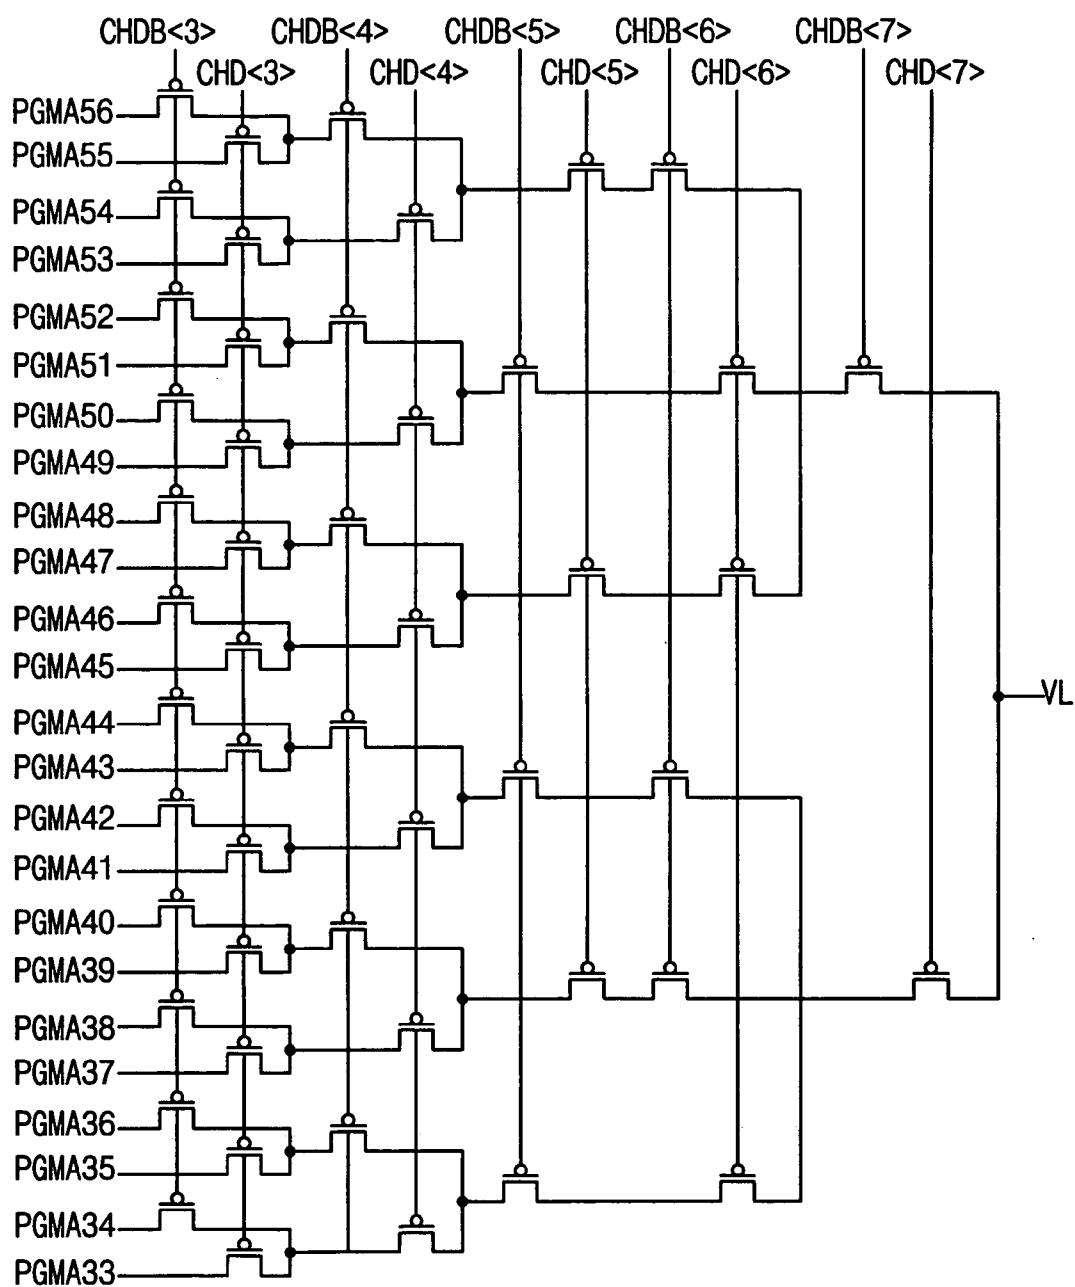 CHDB<3> CHDB<4> CHDB<5> CHDB<6> CHDB<7>
CHD<3> CHD<4> CHD<5> CHD<6> CHD<7>
PGMA56
PGMA55
PGMA54
PGMA53
PGMA52
PGMA51
PGMA50
PGMA49
PGMA48
PGMA47
PGMA46
PGMA45
VL
PGMA44
PGMA43
PGMA42
PGMA41
PGMA40
PGMA39
PGMA38
PGMA37
PGMA36
PGMA35
PGMA34
PGMA33